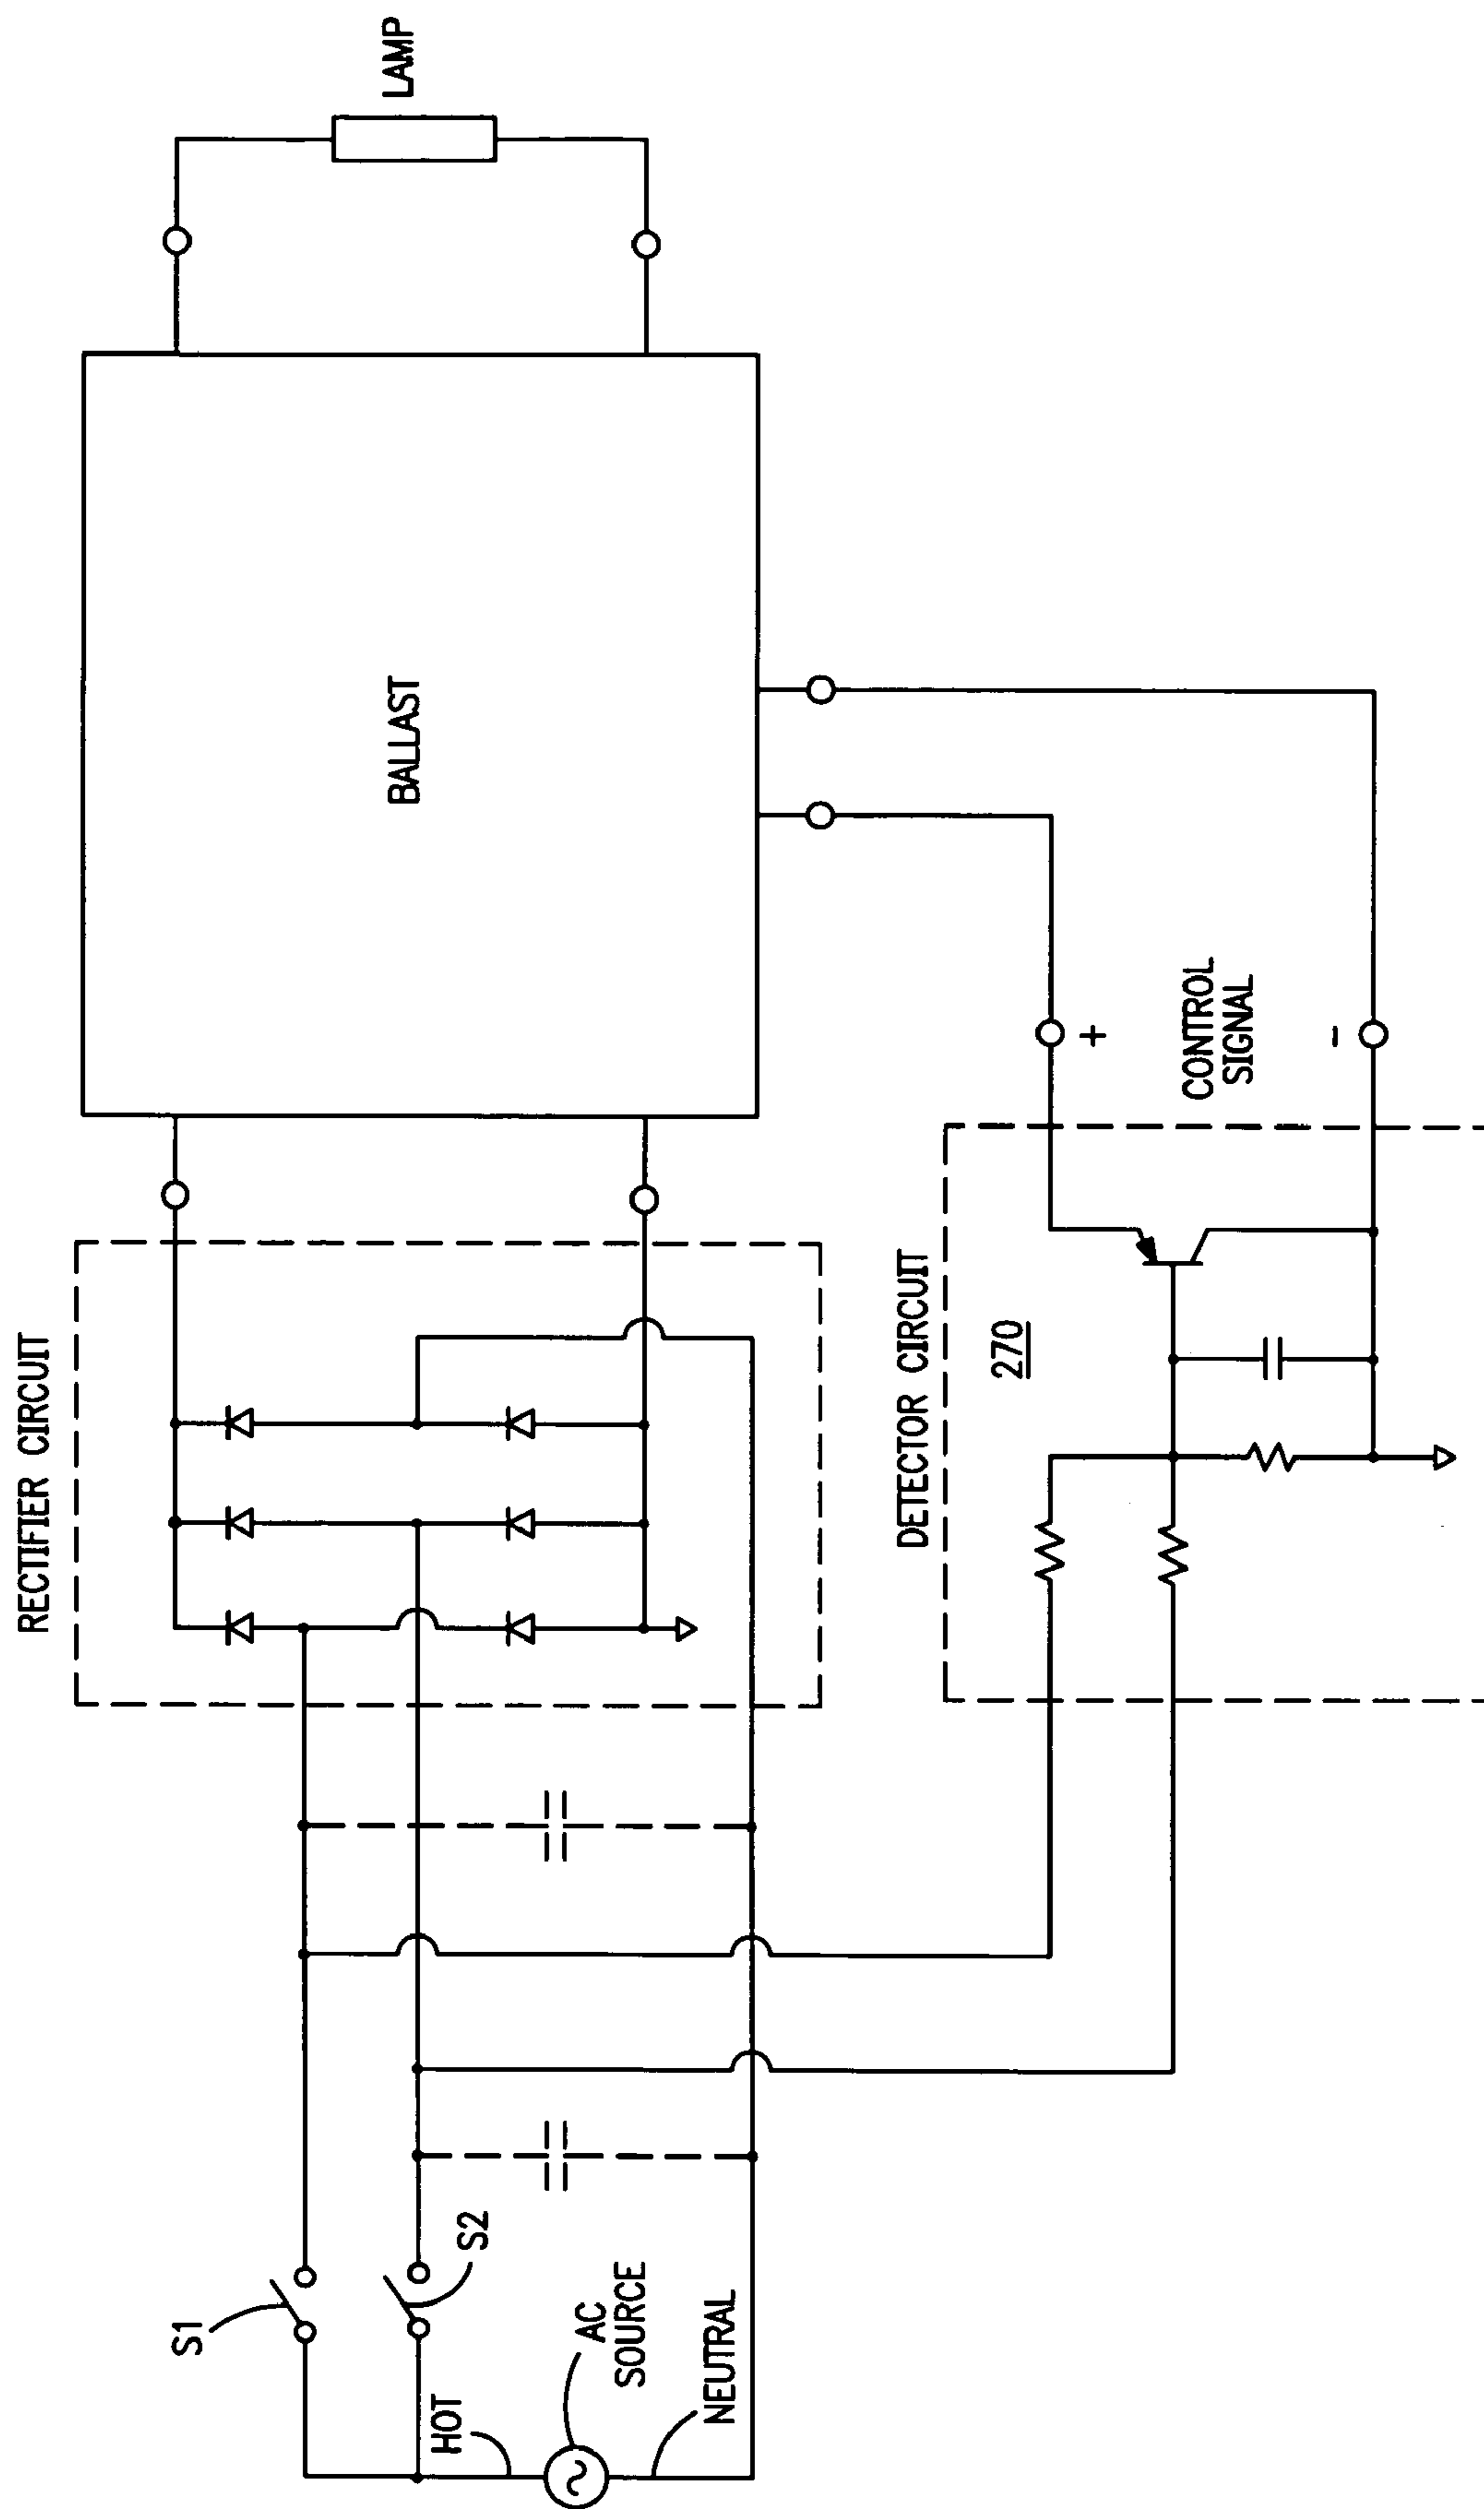 RECTIFIER CIRCUIT
BALLAST
LAMP
S1
S2
HOT
AC
SOURCE
NEUTRAL
DETECTOR CIRCUIT
270
+
CONTROL
SIGNAL
-